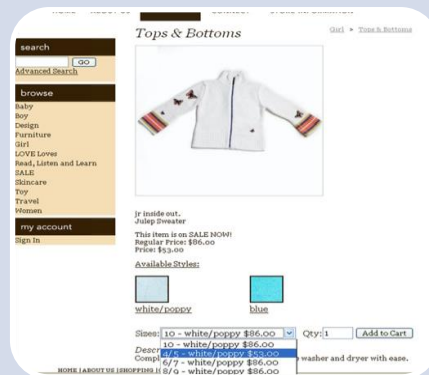 Tops & Bottoms
Girl ▸ Tops & Bottoms
search
GO
Advanced Search
browse
Baby
Boy
Design
Furniture
Girl
LOVE Loves
Read, Listen and Learn
SALE
Skincare
Toy
Travel
Women
my account
Sign In
jr inside out.
Julep Sweater
This item is on SALE NOW!
Regular Price: $86.00
Price: $53.00
Available Styles:
white/poppy
blue
Sizes: 10 - white/poppy $86.00 Qty: 1 Add to Cart
10 - white/poppy $86.00
4/5 - white/poppy $53.00
6/7 - white/poppy $86.00
8/9 - white/poppy $86.00
Descr
Compl washer and dryer with ease.
HOME |ABOUT US |SHOPPING |